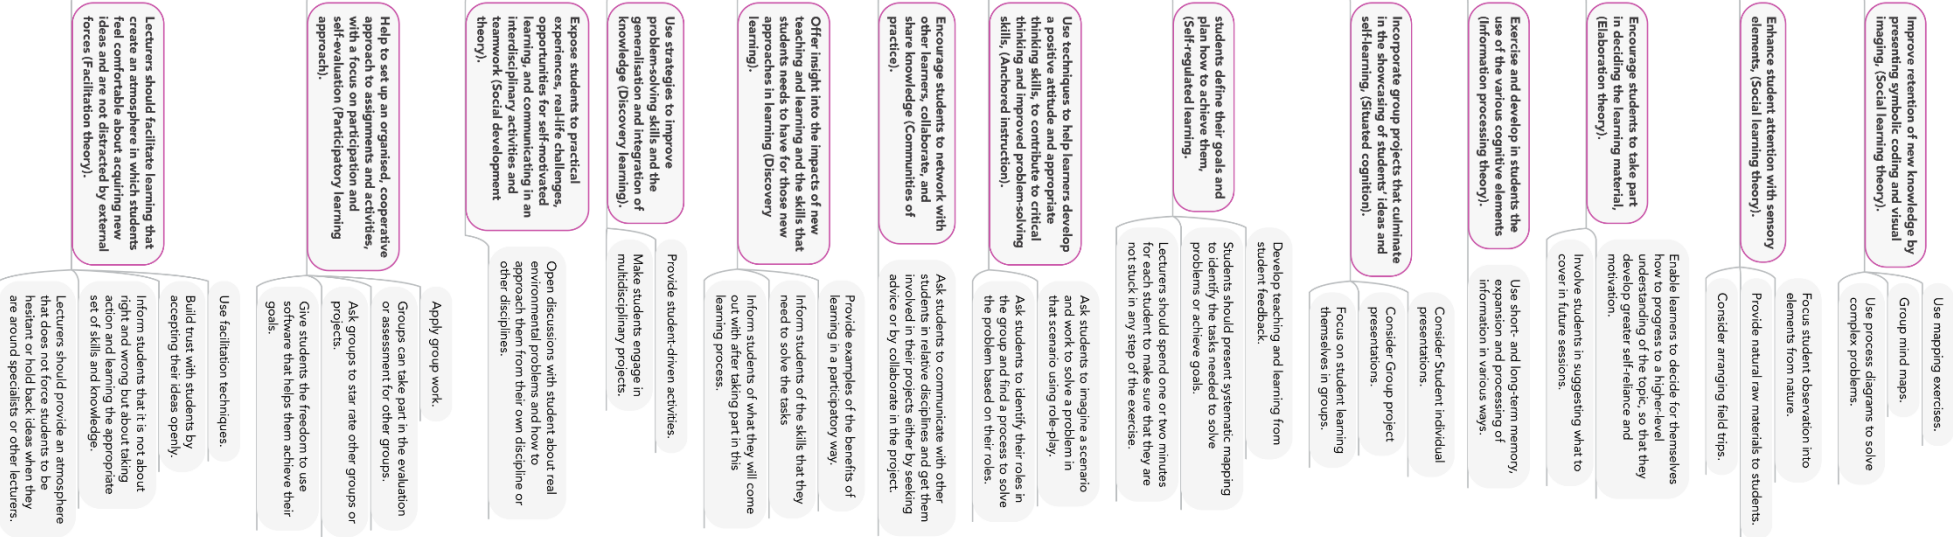 Improve retention of new knowledge by
presenting symbolic coding and visual
imaging, (Social learning theory).
Use mapping exercises.
Group mind maps.
Use process diagrams to solve
complex problems.
Enhance student attention with sensory
elements, (Social learning theory).
Focus student observation into
elements from nature.
Provide natural raw materials to students.
Consider arranging field trips.
Encourage students to take part
in deciding the learning material,
(Elaboration theory).
Enable learners to decide for themselves
how to progress to a higher-level
understanding of the topic, so that they
develop greater self-reliance and
motivation.
Involve students in suggesting what to
cover in future sessions.
Exercise and develop in students the
use of the various cognitive elements
(Information processing theory).
Use short- and long-term memory,
expansion and processing of
information in various ways.
Incorporate group projects that culminate
in the showcasing of students' ideas and
self-learning, (Situated cognition).
Consider Student individual
presentations.
Consider Group project
presentations.
Focus on student learning
themselves in groups.
students define their goals and
plan how to achieve them,
(Self-regulated learning.
Develop teaching and learning from
student feedback.
Students should present systematic mapping
to identify the tasks needed to solve
problems or achieve goals.
Lecturers should spend one or two minutes
for each student to make sure that they are
not stuck in any step of the exercise.
Use techniques to help learners develop
a positive attitude and appropriate
thinking skills, to contribute to critical
thinking and improved problem-solving
skills, (Anchored instruction).
Ask students to imagine a scenario
and work to solve a problem in
that scenario using role-play.
Ask students to identify their roles in
the group and find a process to solve
the problem based on their roles.
Encourage students to network with
other learners, collaborate, and
share knowledge (Communities of
practice).
Ask students to communicate with other
students in relative disciplines and get them
involved in their projects either by seeking
advice or by collaborate in the project.
Offer insight into the impacts of new
teaching and learning and the skills that
students needs to have for those new
approaches in learning (Discovery
learning).
Provide examples of the benefits of
learning in a participatory way.
Inform students of the skills that they
need to solve the tasks
Inform students of what they will come
out with after taking part in this
learning process.
Use strategies to improve
problem-solving skills and the
generalisation and integration of
knowledge (Discovery learning).
Provide student-driven activities.
Make students engage in
multidisciplinary projects.
Expose students to practical
experiences, real-life challenges,
opportunities for self-motivated
learning, and communicating in an
interdisciplinary activities and
teamwork (Social development
theory).
Open discussions with student about real
environmental problems and how to
approach them from their own discipline or
other disciplines.
Help to set up an organised, cooperative
approach to assignments and activities,
with a focus on participation and
self-evaluation (Participatory learning
approach).
Apply group work.
Groups can take part in the evaluation
or assessment for other groups.
Ask groups to star rate other groups or
projects.
Give students the freedom to use
software that helps them achieve their
goals.
Lecturers should facilitate learning that
create an atmosphere in which students
feel comfortable about acquiring new
ideas and are not distracted by external
forces (Facilitation theory).
Use facilitation techniques.
Build trust with students by
accepting their ideas openly.
Inform students that it is not about
right and wrong but about taking
action and learning the appropriate
set of skills and knowledge.
Lecturers should provide an atmosphere
that does not force students to be
hesitant or hold back ideas when they
are around specialists or other lecturers.